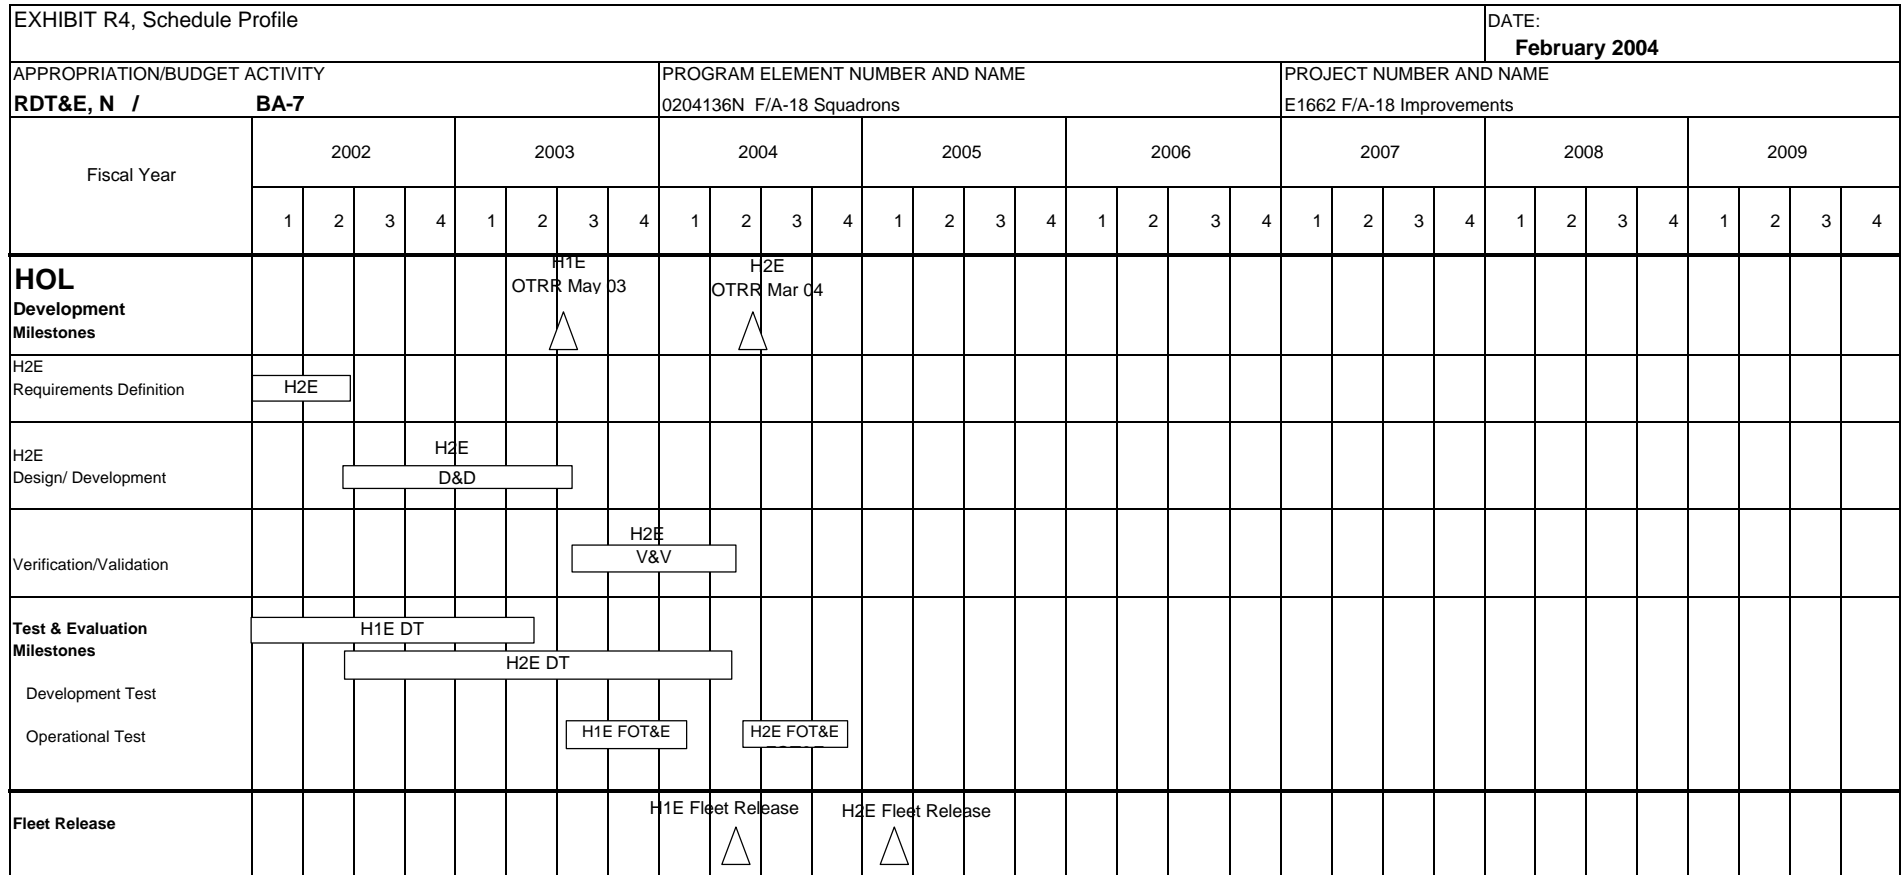 EXHIBIT R4, Schedule Profile
DATE:
February 2004
APPROPRIATION/BUDGET ACTIVITY
PROGRAM ELEMENT NUMBER AND NAME
PROJECT NUMBER AND NAME
RDT&E, N / BA-7
0204136N F/A-18 Squadrons
E1662 F/A-18 Improvements
Fiscal Year
2002 2003 2004 2005 2006 2007 2008 2009
1 2 3 4 1 2 3 4 1 2 3 4 1 2 3 4 1 2 3 4 1 2 3 4 1 2 3 4 1 2 3 4
HOL
Development
Milestones
H1E
OTRR May 03
H2E
OTRR Mar 04
H2E
Requirements Definition
H2E
H2E
Design/ Development
H2E
D&D
Verification/Validation
H2E
V&V
Test & Evaluation
Milestones
H1E DT
H2E DT
Development Test
Operational Test
H1E FOT&E
H2E FOT&E
Fleet Release
H1E Fleet Release
H2E Fleet Release